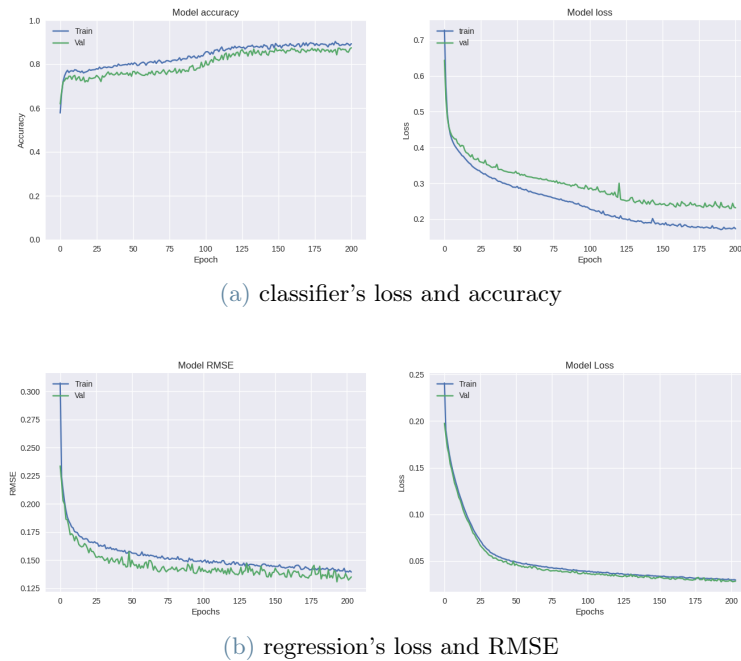 Model accuracy
Train
Val
1.0
0.8
0.6
0.4
0.2
0.0
Accuracy
0 25 50 75 100 125 150 175 200
Epoch
Model loss
train
Val
0.7
0.6
0.5
0.4
0.3
0.2
Loss
0 25 50 75 100 125 150 175 200
Epoch
(a) classifier's loss and accuracy
Model RMSE
Train
Val
0.300
0.275
0.250
0.225
0.200
0.175
0.150
0.125
RMSE
0 25 50 75 100 125 150 175 200
Epochs
Model Loss
Train
Val
0.25
0.20
0.15
0.10
0.05
Loss
0 25 50 75 100 125 150 175 200
Epochs
(b) regression's loss and RMSE